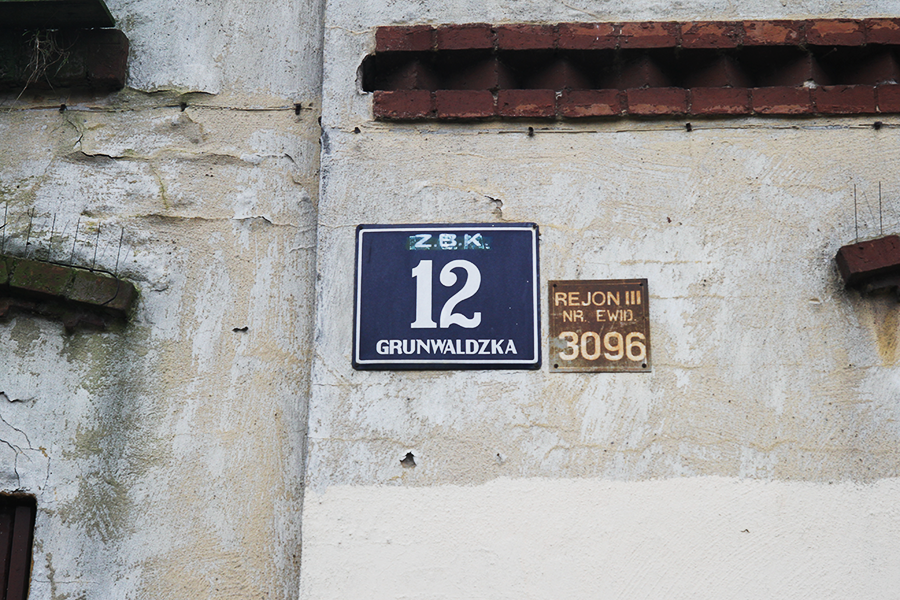 Z.B.K.
12
GRUNWALDZKA
REJON III
NR. EWID.
3096